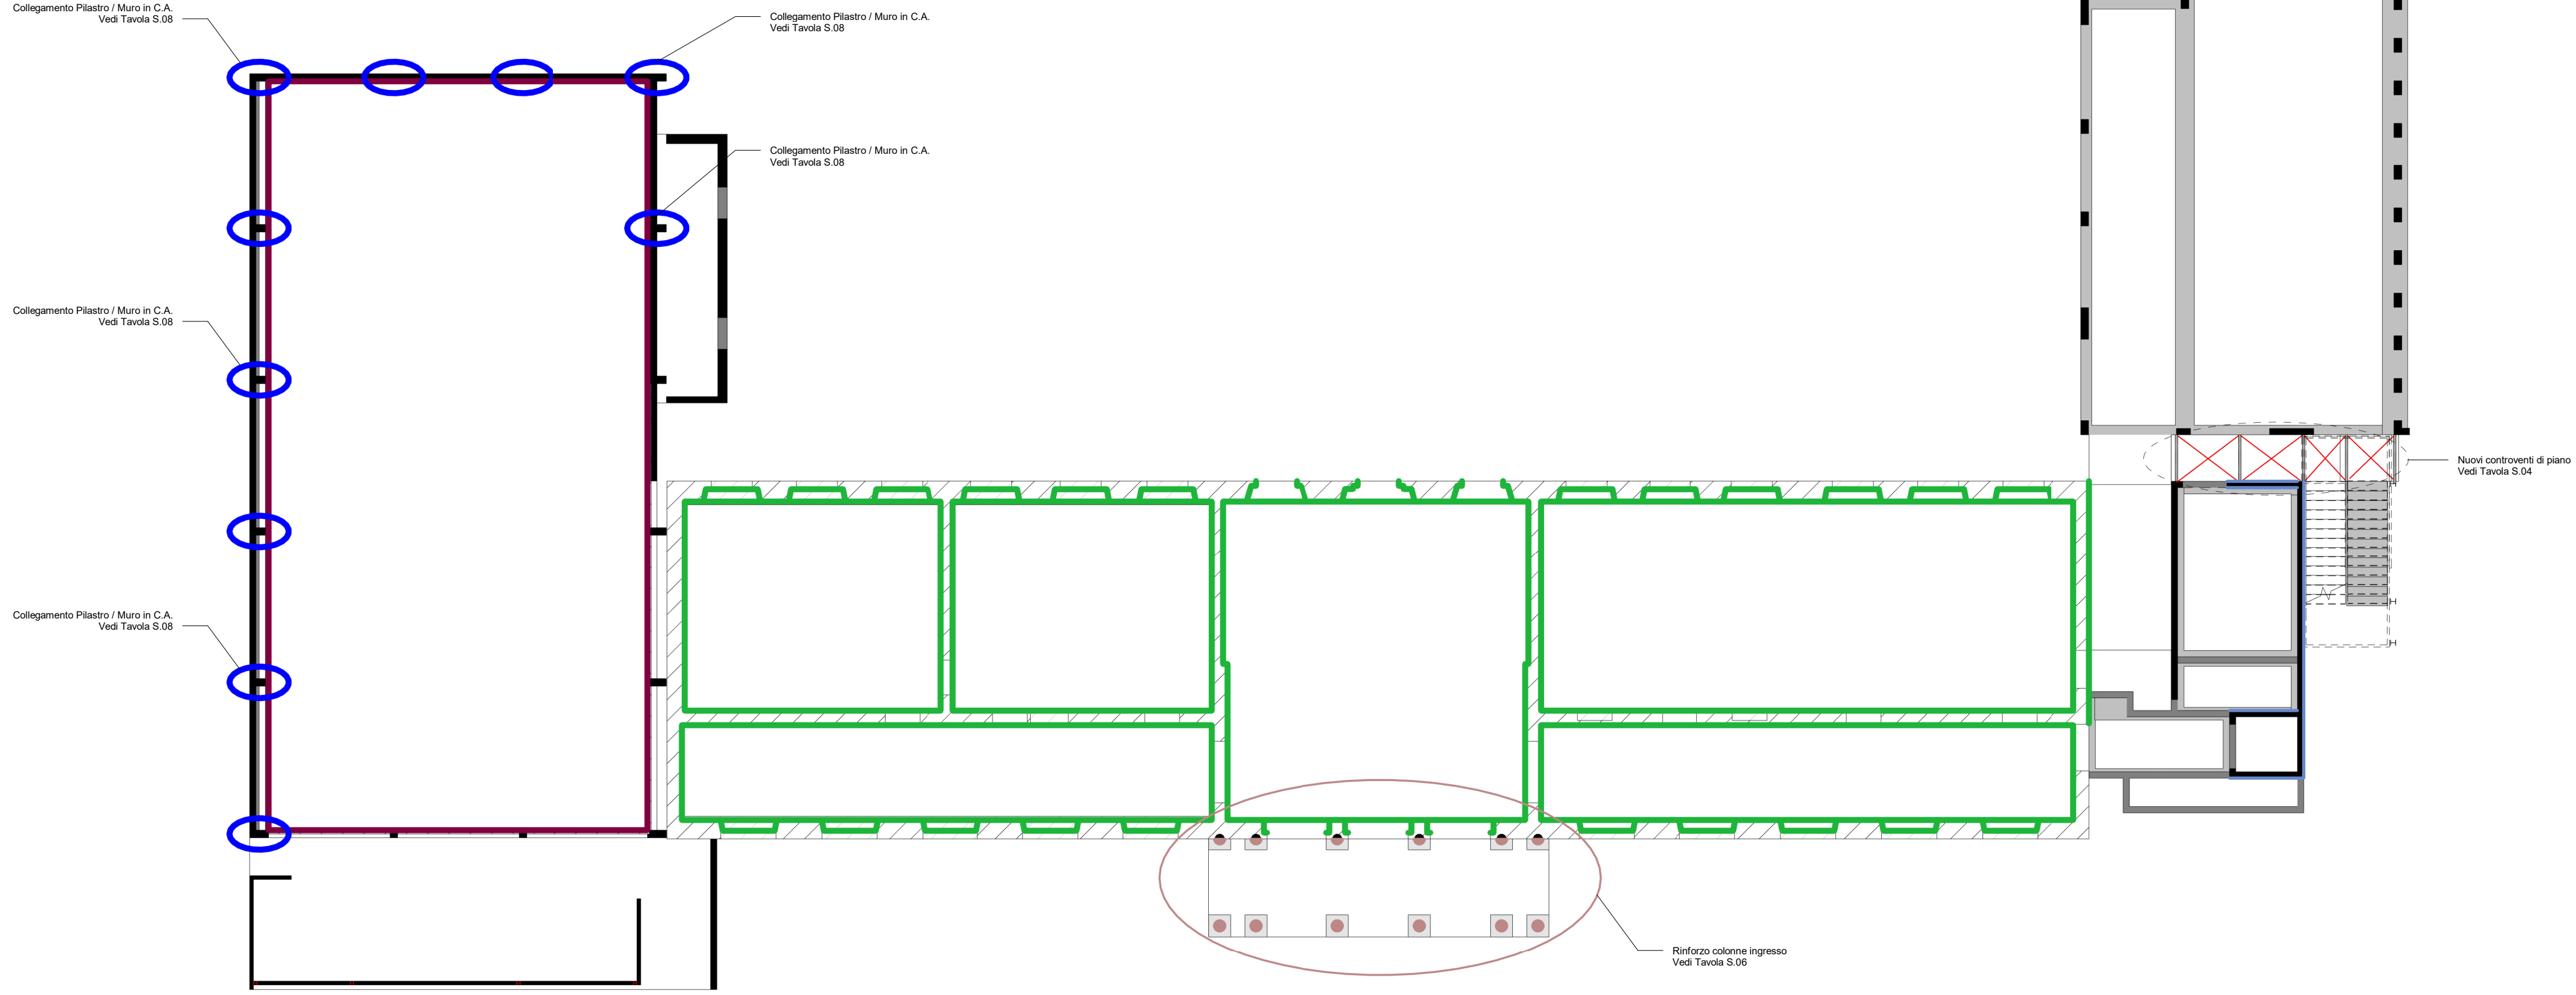 Collegamento Pilastro / Muro in C.A.
Vedi Tavola S.08
Collegamento Pilastro / Muro in C.A.
Vedi Tavola S.08
Collegamento Pilastro / Muro in C.A.
Vedi Tavola S.08
Collegamento Pilastro / Muro in C.A.
Vedi Tavola S.08
Nuovi controventi di piano
Vedi Tavola S.04
Collegamento Pilastro / Muro in C.A.
Vedi Tavola S.08
Rinforzo colonne ingresso
Vedi Tavola S.06